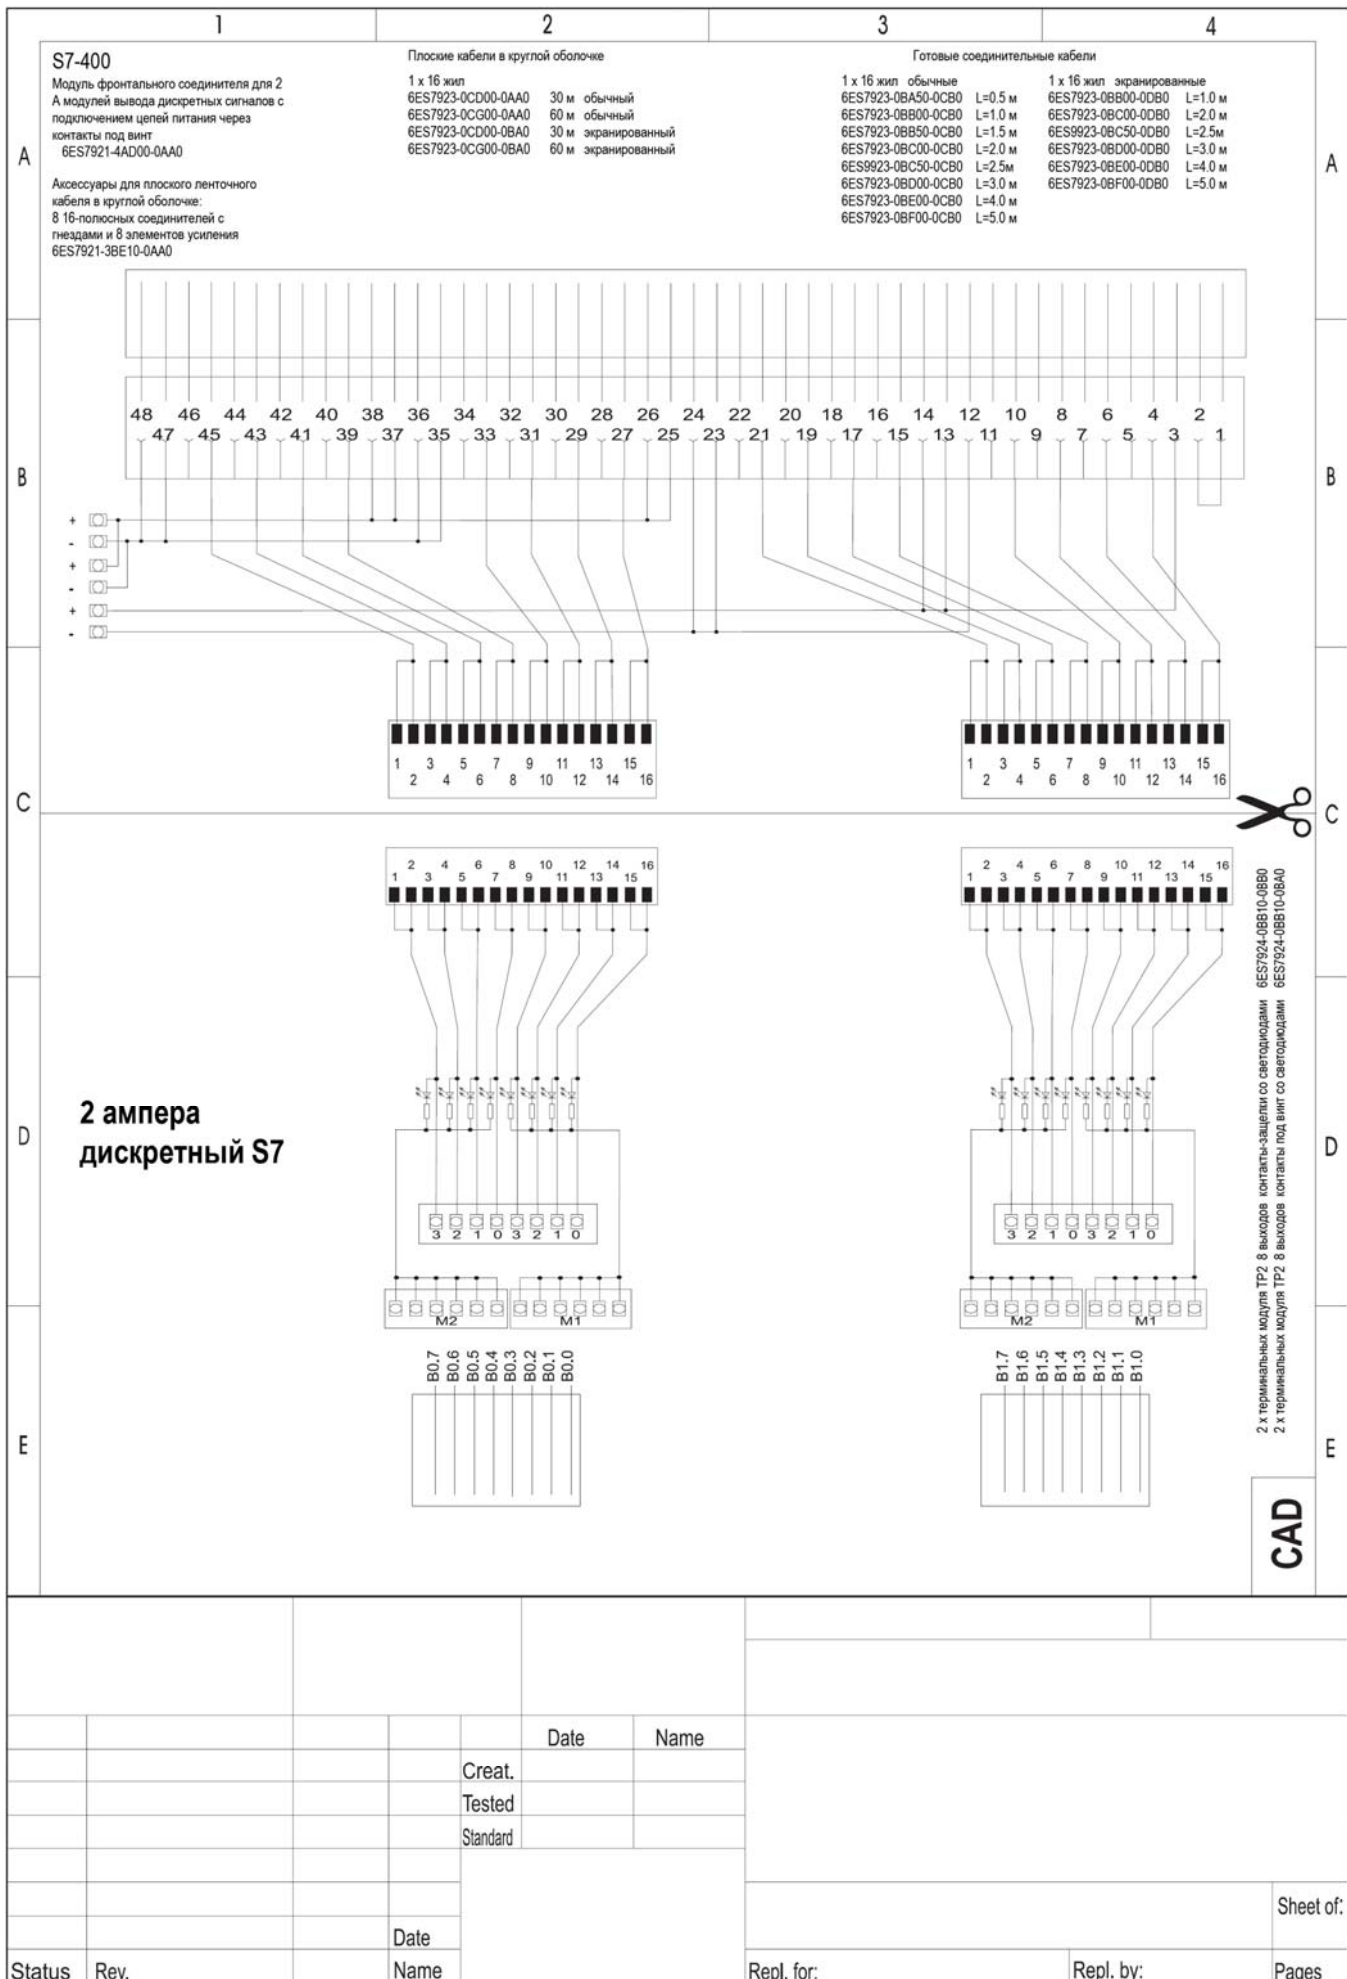 1 2 3 4
S7-400
Модуль фронтального соединителя для 2
А модулей вывода дискретных сигналов с
подключением цепей питания через
контакты под винт
6ES7921-4AD00-0AA0
Аксессуары для плоского ленточного
кабеля в круглой оболочке:
8 16-полюсных соединителей с
гнездами и 8 элементов усиления
6ES7921-3BE10-0AA0
Плоские кабели в круглой оболочке
1 x 16 жил
6ES7923-0CD00-0AA0 30 м обычный
6ES7923-0CG00-0AA0 60 м обычный
6ES7923-0CD00-0BA0 30 м экранированный
6ES7923-0CG00-0BA0 60 м экранированный
Готовые соединительные кабели
1 x 16 жил обычные
6ES7923-0BA50-0CB0 L=0.5 м
6ES7923-0BB00-0CB0 L=1.0 м
6ES7923-0BB50-0CB0 L=1.5 м
6ES7923-0BC00-0CB0 L=2.0 м
6ES9923-0BC50-0CB0 L=2.5м
6ES7923-0BD00-0CB0 L=3.0 м
6ES7923-0BE00-0CB0 L=4.0 м
6ES7923-0BF00-0CB0 L=5.0 м
1 x 16 жил экранированные
6ES7923-0BB00-0DB0 L=1.0 м
6ES7923-0BC00-0DB0 L=2.0 м
6ES9923-0BC50-0DB0 L=2.5м
6ES7923-0BD00-0DB0 L=3.0 м
6ES7923-0BE00-0DB0 L=4.0 м
6ES7923-0BF00-0DB0 L=5.0 м
A A
48 46 44 42 40 38 36 34 32 30 28 26 24 22 20 18 16 14 12 10 8 6 4 2
47 45 43 41 39 37 35 33 31 29 27 25 23 21 19 17 15 13 11 9 7 5 3 1
B B
+
-
+
-
+
-
1 3 5 7 9 11 13 15
2 4 6 8 10 12 14 16
1 3 5 7 9 11 13 15
2 4 6 8 10 12 14 16
C C
2 4 6 8 10 12 14 16
1 3 5 7 9 11 13 15
2 4 6 8 10 12 14 16
1 3 5 7 9 11 13 15
2 ампера
дискретный S7
D D
3 2 1 0 3 2 1 0
3 2 1 0 3 2 1 0
M2 M1
M2 M1
B0.7 B0.6 B0.5 B0.4 B0.3 B0.2 B0.1 B0.0
B1.7 B1.6 B1.5 B1.4 B1.3 B1.2 B1.1 B1.0
2 x терминальных модуля TP2 8 выходов контакты-защелки со светодиодами 6ES7924-0BB10-0BB0
2 x терминальных модуля TP2 8 выходов контакты под винт со светодиодами 6ES7924-0BB10-0BA0
E E
CAD
Date Name
Creat.
Tested
Standard
Sheet of:
Date
Status Rev. Name Repl. for: Repl. by: Pages